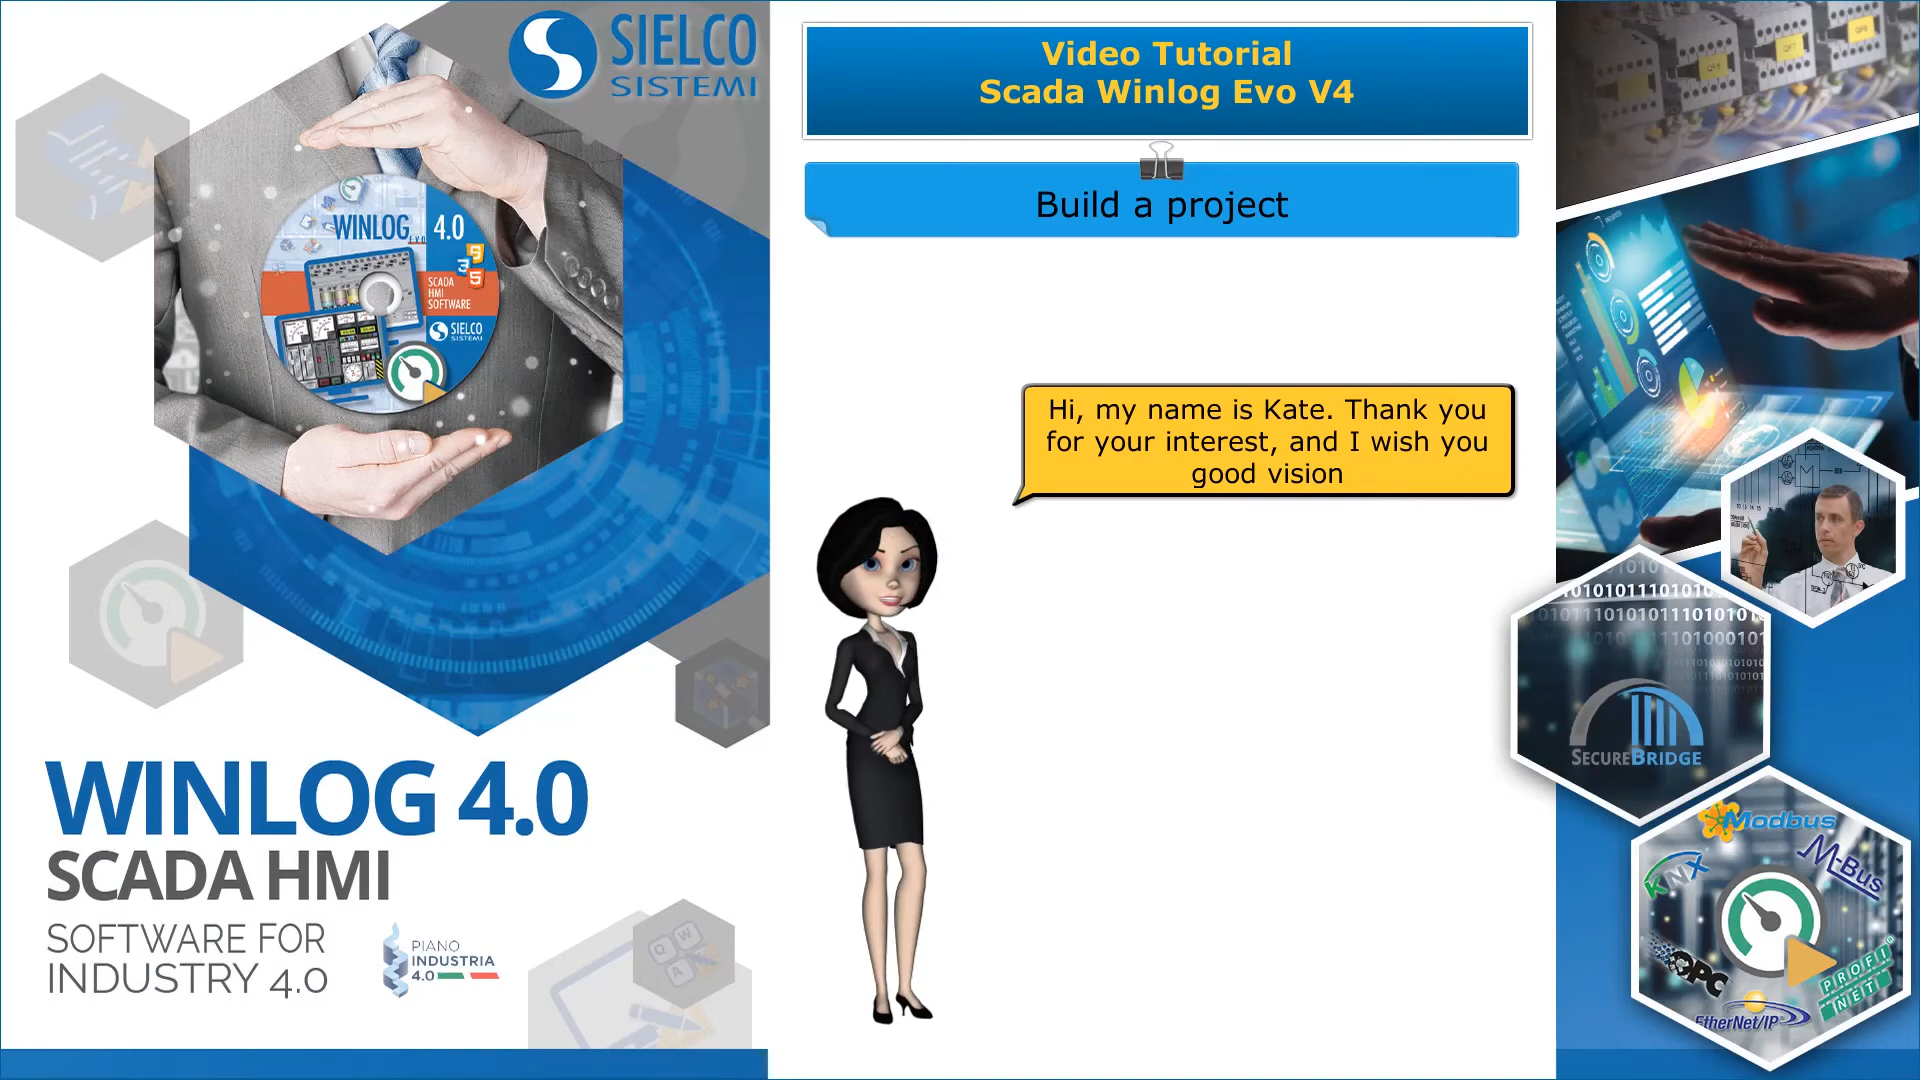 SIELCO
SISTEMI
WINLOG 4.0
EVO
SCADA
HMI
SOFTWARE
SIELCO
SISTEMI
WINLOG 4.0
SCADA HMI
SOFTWARE FOR
INDUSTRY 4.0
PIANO
INDUSTRIA
4.0
Q W
A
Video Tutorial
Scada Winlog Evo V4
Build a project
Hi, my name is Kate. Thank you
for your interest, and I wish you
good vision
SECUREBRIDGE
Modbus
M-Bus
KNX
OPC
PROFI
NET
EtherNet/IP